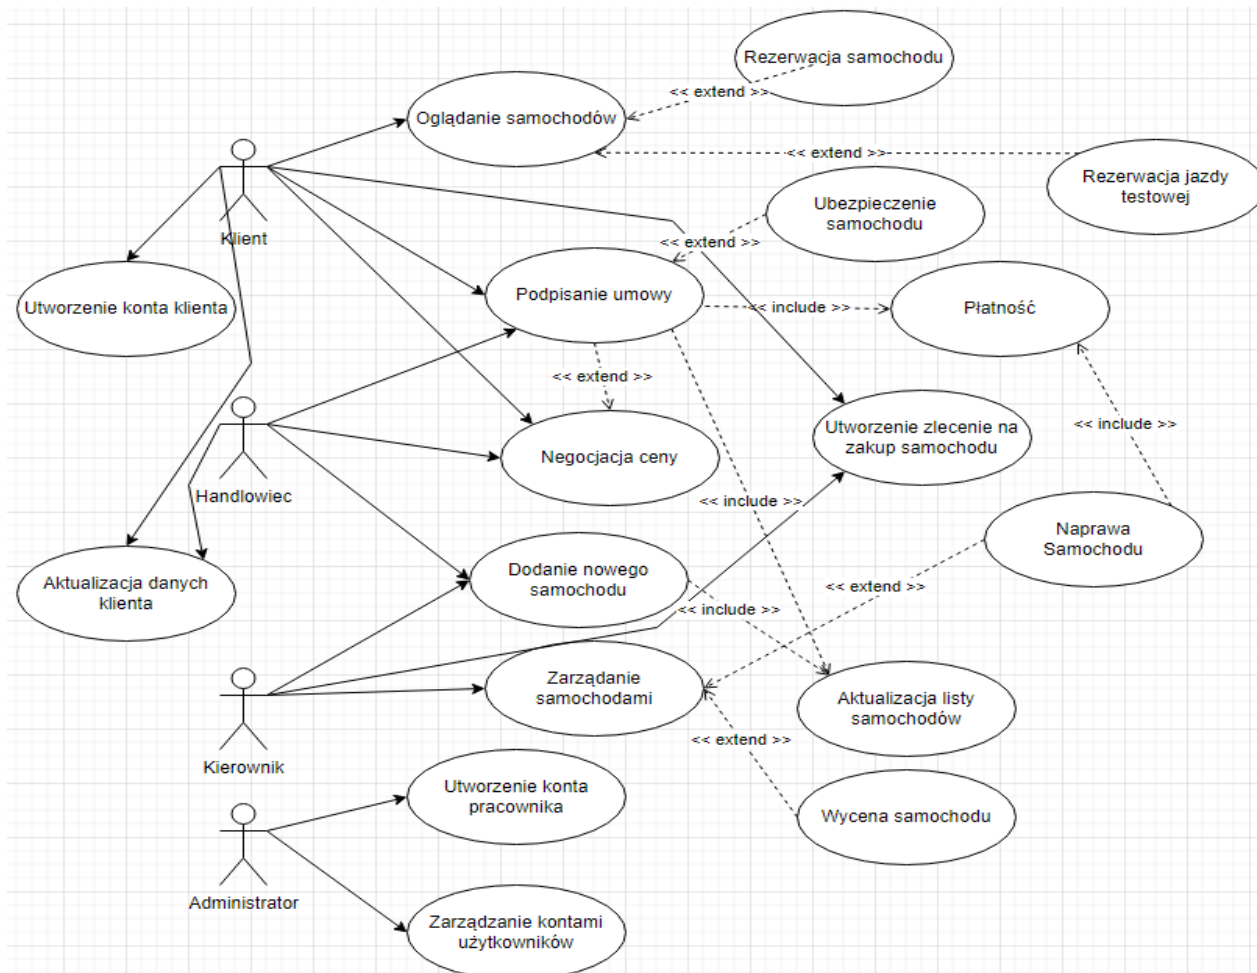 Rezerwacja samochodu
<< extend >>
Oglądanie samochodów
<< extend >>
Rezerwacja jazdy
testowej
Ubezpieczenie
samochodu
Klient
<< extend >>
Utworzenie konta klienta
Podpisanie umowy
<< include >>
Płatność
<< extend >>
Handlowiec
Negocjacja ceny
Utworzenie zlecenie na
zakup samochodu
<< include >>
<< include >>
Naprawa
Samochodu
Aktualizacja danych
klienta
Dodanie nowego
samochodu
<< include >>
<< extend >>
Kierownik
Zarządanie
samochodami
Aktualizacja listy
samochodów
<< extend >>
Utworzenie konta
pracownika
Wycena samochodu
Administrator
Zarządzanie kontami
użytkowników